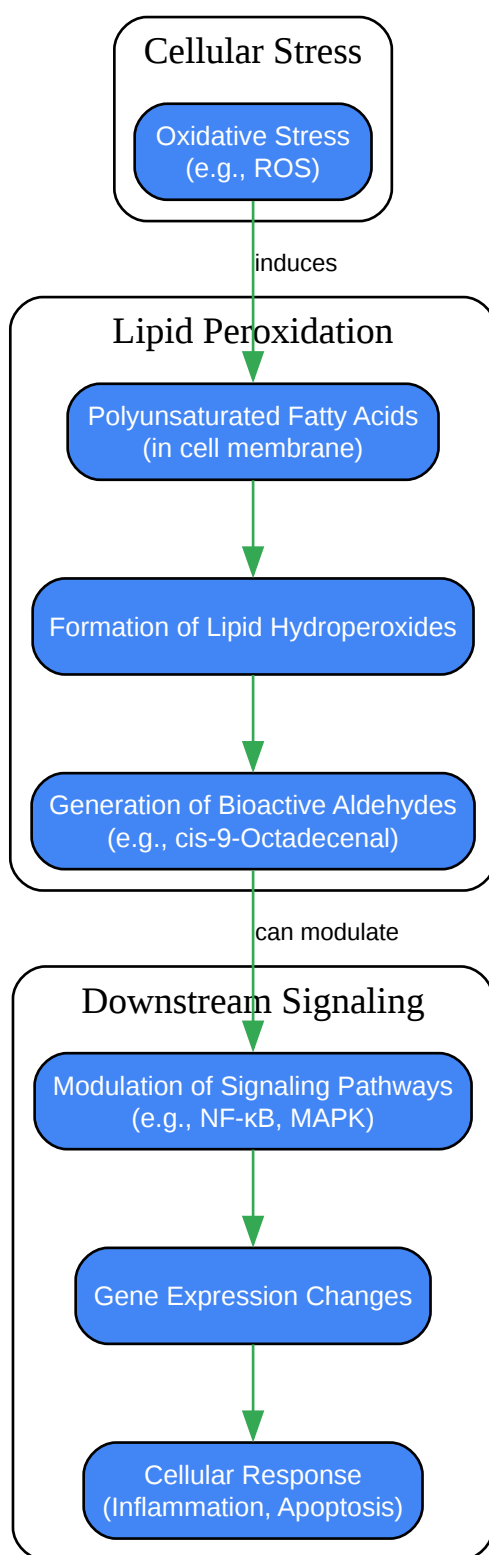 Cellular Stress
Oxidative Stress
(e.g., ROS)
induces
Lipid Peroxidation
Polyunsaturated Fatty Acids
(in cell membrane)
Formation of Lipid Hydroperoxides
Generation of Bioactive Aldehydes
(e.g., cis-9-Octadecenal)
can modulate
Downstream Signaling
Modulation of Signaling Pathways
(e.g., NF-κB, MAPK)
Gene Expression Changes
Cellular Response
(Inflammation, Apoptosis)